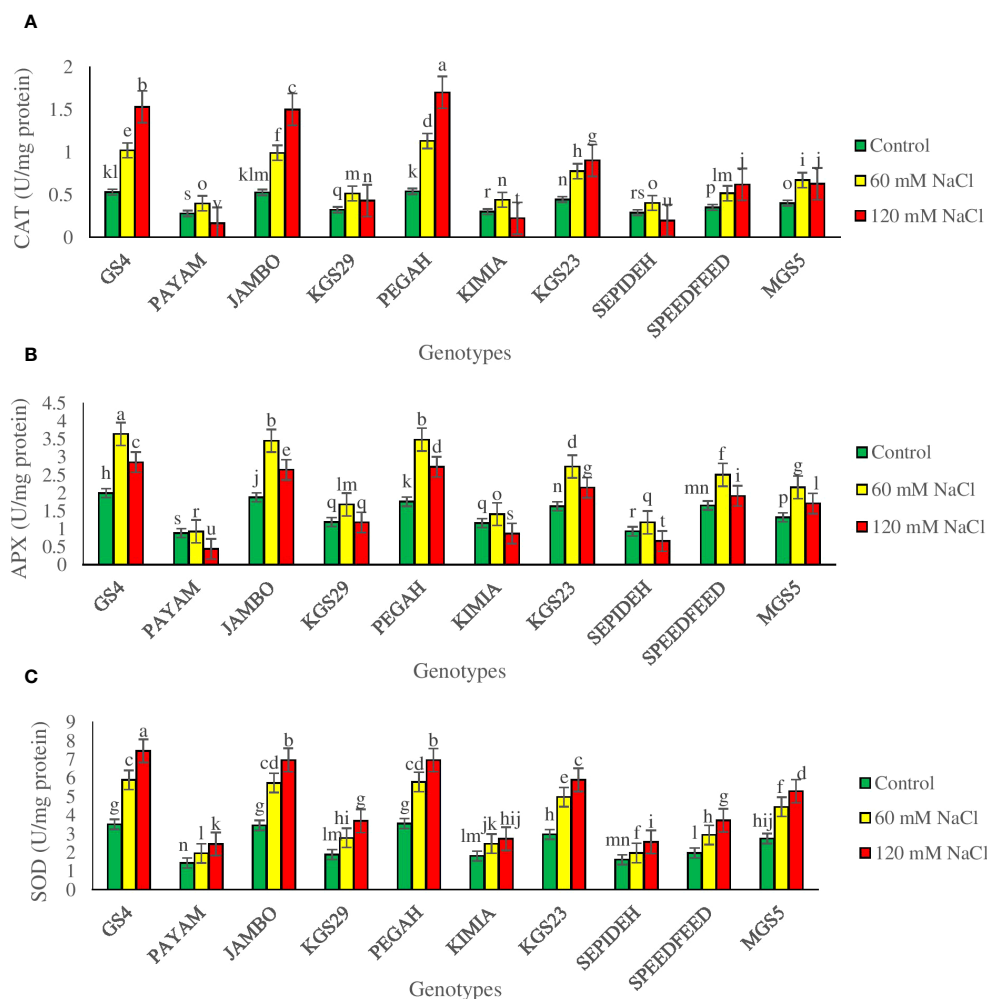 A
CAT (U/mg protein)
2
1.5
1
0.5
0
kl e b
s o v
klm f c
q m n
k d a
r n t
g h g
rs o u
p lm j
o i j
GS4 PAYAM JAMBO KGS29 PEGAH KIMIA KGS23 SEPIDEH SPEEDFEED MGS5
Genotypes
Control
60 mM NaCl
120 mM NaCl
B
APX (U/mg protein)
4.5
4
3.5
3
2.5
2
1.5
1
0.5
0
h a c
s r u
j b e
q lm q
k b d
q o s
n d g
r q t
mn f i
p g l
GS4 PAYAM JAMBO KGS29 PEGAH KIMIA KGS23 SEPIDEH SPEEDFEED MGS5
Genotypes
Control
60 mM NaCl
120 mM NaCl
C
SOD (U/mg protein)
9
8
7
6
5
4
3
2
1
0
g c a
n l k
g cd b
lm hi g
g cd b
lm jk hij
h e c
mn f i
l h g
hij f d
GS4 PAYAM JAMBO KGS29 PEGAH KIMIA KGS23 SEPIDEH SPEEDFEED MGS5
Genotypes
Control
60 mM NaCl
120 mM NaCl